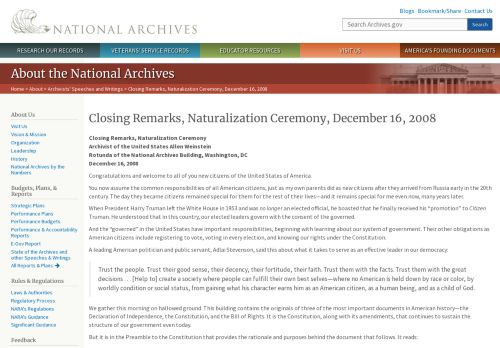 Blogs · Bookmark/Share · Contact Us
NATIONAL ARCHIVES
Search Archives.gov
Search
RESEARCH OUR RECORDS
VETERANS' SERVICE RECORDS
EDUCATOR RESOURCES
VISIT US
AMERICA'S FOUNDING DOCUMENTS
About the National Archives
Home > About > Archivists' Speeches and Writings > Closing Remarks, Naturalization Ceremony, December 16, 2008
About Us
Visit Us
Vision & Mission
Organization
Leadership
History
National Archives by the
Numbers
Budgets, Plans, &
Reports
Strategic Plans
Performance Plans
Performance Budgets
Performance & Accountability
Reports
E-Gov Report
State of the Archives and
other Speeches & Writings
All Reports & Plans
Rules & Regulations
Laws & Authorities
Regulatory Process
NARA's Regulations
NARA's Guidance
Significant Guidance
Feedback
Closing Remarks, Naturalization Ceremony, December 16, 2008
Closing Remarks, Naturalization Ceremony
Archivist of the United States Allen Weinstein
Rotunda of the National Archives Building, Washington, DC
December 16, 2008
Congratulations and welcome to all of you new citizens of the United States of America.
You now assume the common responsibilities of all American citizens, just as my own parents did as new citizens after they arrived from Russia early in the 20th
century. The day they became citizens remained special for them for the rest of their lives—and it remains special for me even now, many years later.
When President Harry Truman left the White House in 1953 and was no longer an elected official, he boasted that he finally received his "promotion" to Citizen
Truman. He understood that in this country, our elected leaders govern with the consent of the governed.
And the "governed" in the United States have important responsibilities, beginning with learning about our system of government. Their other obligations as
American citizens include registering to vote, voting in every election, and knowing our rights under the Constitution.
A leading American politician and public servant, Adlai Stevenson, said this about what it takes to serve as an effective leader in our democracy:
Trust the people. Trust their good sense, their decency, their fortitude, their faith. Trust them with the facts. Trust them with the great
decisions . . . [Help to] create a society where people can fulfill their own best selves—where no American is held down by race or color, by
worldly condition or social status, from gaining what his character earns him as an American citizen, as a human being, and as a child of God.
We gather this morning on hallowed ground. This building contains the originals of three of the most important documents in American history—the
Declaration of Independence, the Constitution, and the Bill of Rights. It is the Constitution, along with its amendments, that continues to sustain the
structure of our government even today.
But it is in the Preamble to the Constitution that provides the rationale and purposes behind the document that follows. It reads: